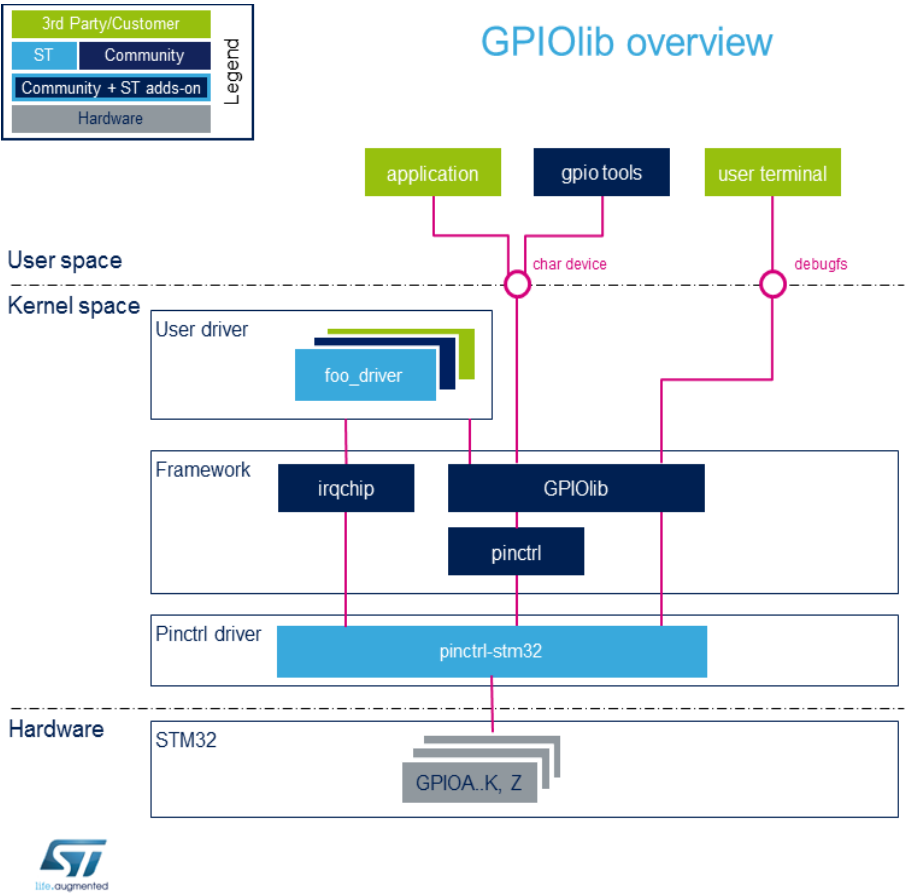 3rd Party/Customer
ST
Community
Community + ST adds-on
Hardware
Legend
GPIOlib overview
application
gpio tools
user terminal
User space
char device
debugfs
Kernel space
User driver
foo_driver
Framework
irqchip
GPIOlib
pinctrl
Pinctrl driver
pinctrl-stm32
Hardware
STM32
GPIOA..K, Z
ST
life.augmented